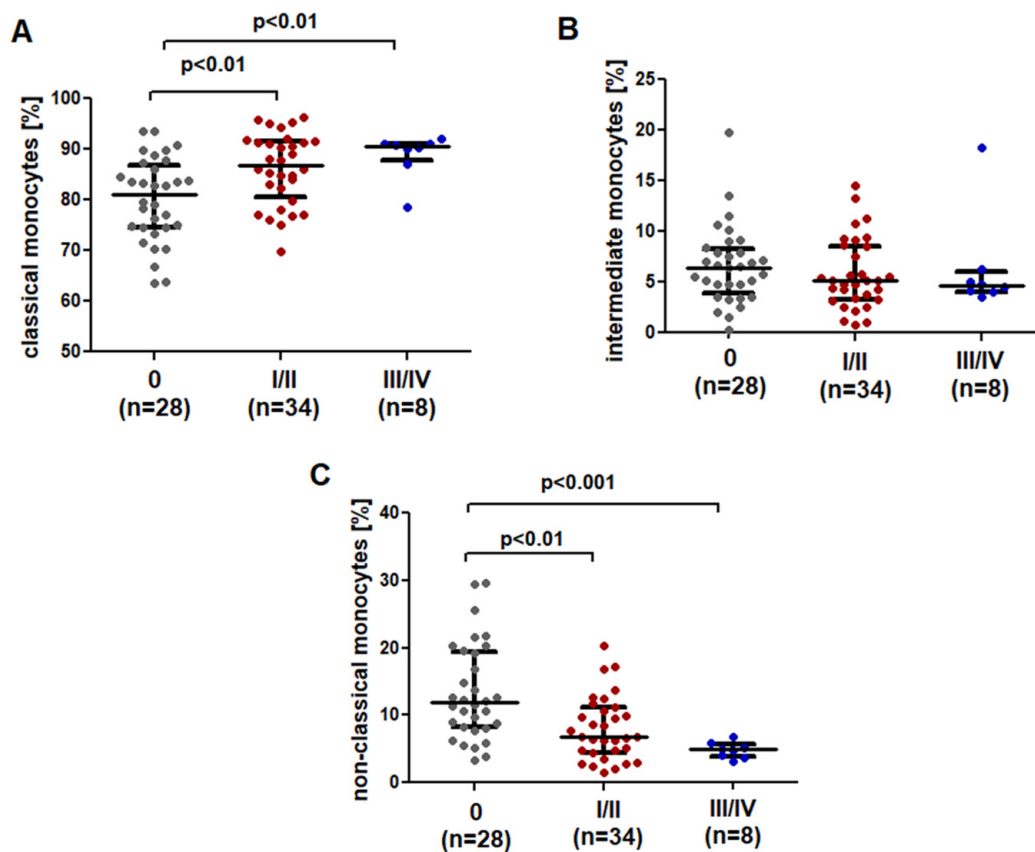 A
p<0.01
p<0.01
classical monocytes [%]
100
90
80
70
60
50
0
(n=28)
I/II
(n=34)
III/IV
(n=8)
B
intermediate monocytes [%]
25
20
15
10
5
0
0
(n=28)
I/II
(n=34)
III/IV
(n=8)
C
p<0.001
p<0.01
non-classical monocytes [%]
40
30
20
10
0
0
(n=28)
I/II
(n=34)
III/IV
(n=8)